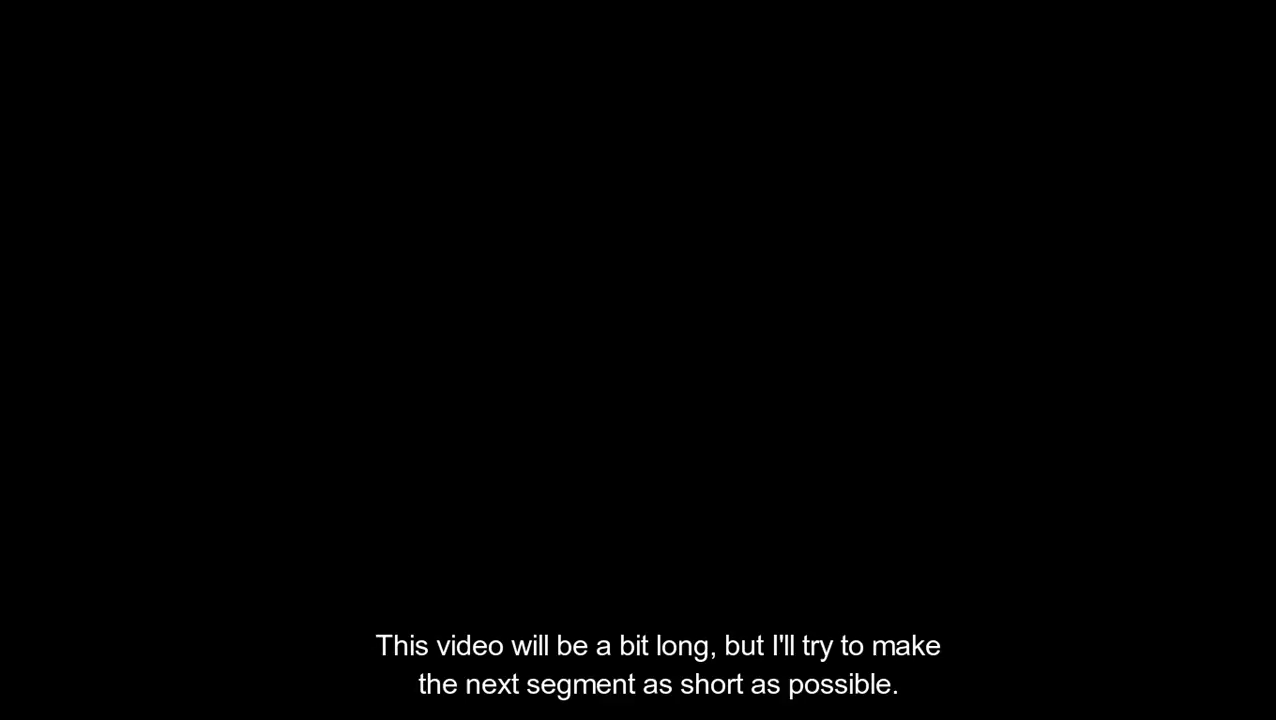 This video will be a bit long, but I'll try to make
the next segment as short as possible.